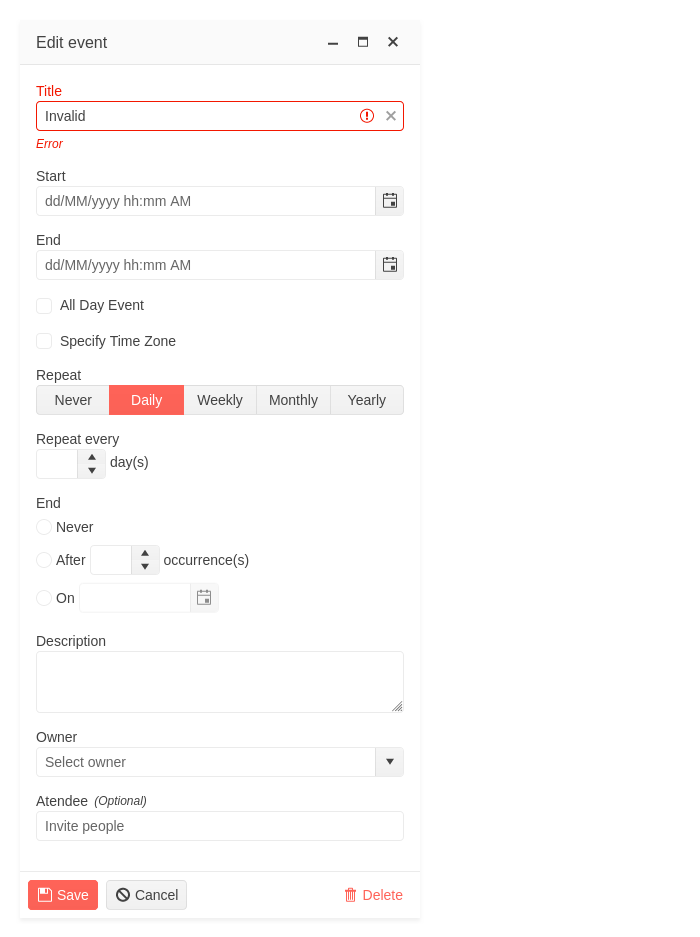 Edit event
Title
Invalid
Error
Start
dd/MM/yyyy hh:mm AM
End
dd/MM/yyyy hh:mm AM
All Day Event
Specify Time Zone
Repeat
Never Daily Weekly Monthly Yearly
Repeat every
day(s)
End
Never
After occurrence(s)
On
Description
Owner
Select owner
Atendee (Optional)
Invite people
Save Cancel Delete